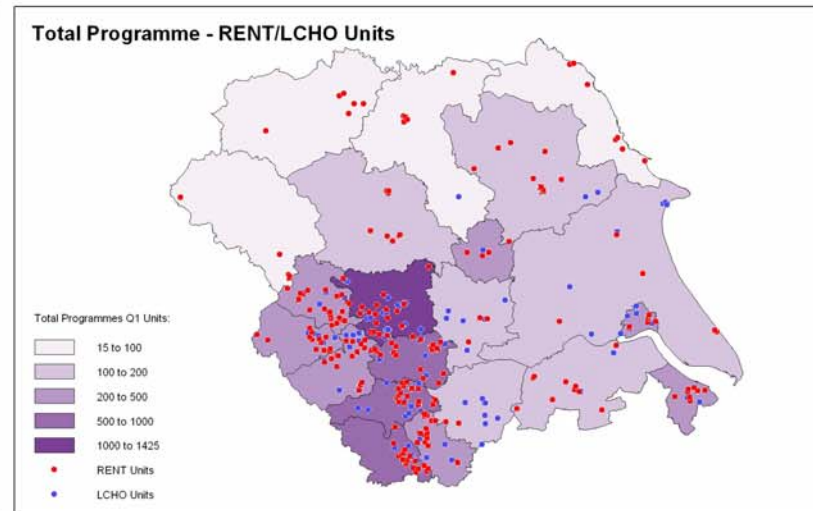 Total Programme - RENT/LCHO Units
Total Programmes Q1 Units:
15 to 100
100 to 200
200 to 500
500 to 1000
1000 to 1425
RENT Units
LCHO Units